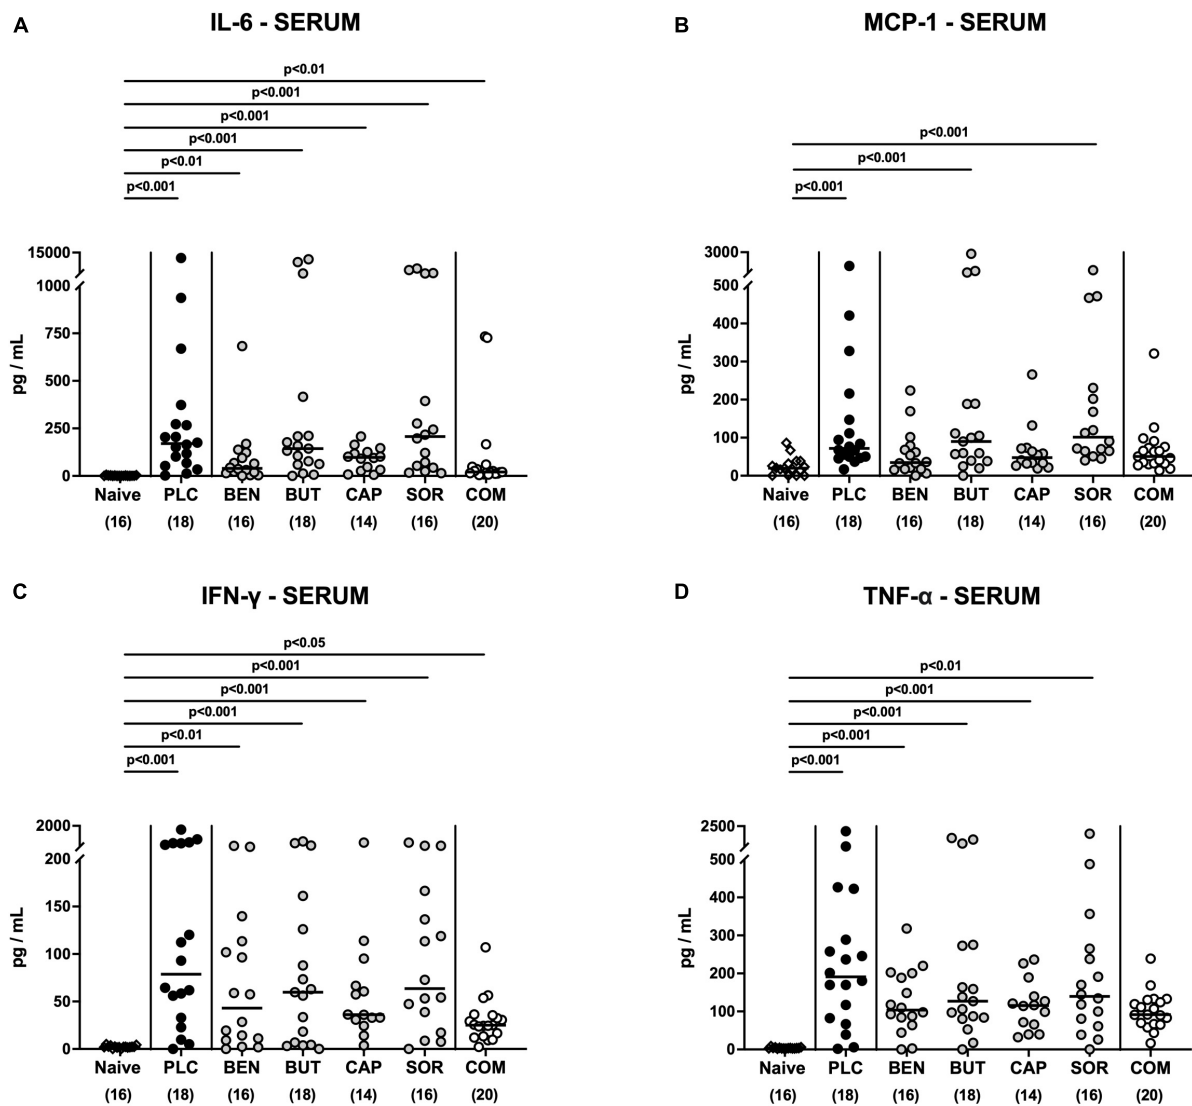 A
IL-6 - SERUM
p<0.01
p<0.001
p<0.001
p<0.001
p<0.01
p<0.001
15000
1000
750
500
250
0
pg / mL
Naive PLC BEN BUT CAP SOR COM
(16) (18) (16) (18) (14) (16) (20)
B
MCP-1 - SERUM
p<0.001
p<0.001
p<0.001
3000
500
400
300
200
100
0
pg / mL
Naive PLC BEN BUT CAP SOR COM
(16) (18) (16) (18) (14) (16) (20)
C
IFN-γ - SERUM
p<0.05
p<0.001
p<0.001
p<0.001
p<0.01
p<0.001
2000
200
100
50
0
pg / mL
Naive PLC BEN BUT CAP SOR COM
(16) (18) (16) (18) (14) (16) (20)
D
TNF-α - SERUM
p<0.01
p<0.001
p<0.001
p<0.001
p<0.001
2500
500
400
300
200
100
0
pg / mL
Naive PLC BEN BUT CAP SOR COM
(16) (18) (16) (18) (14) (16) (20)